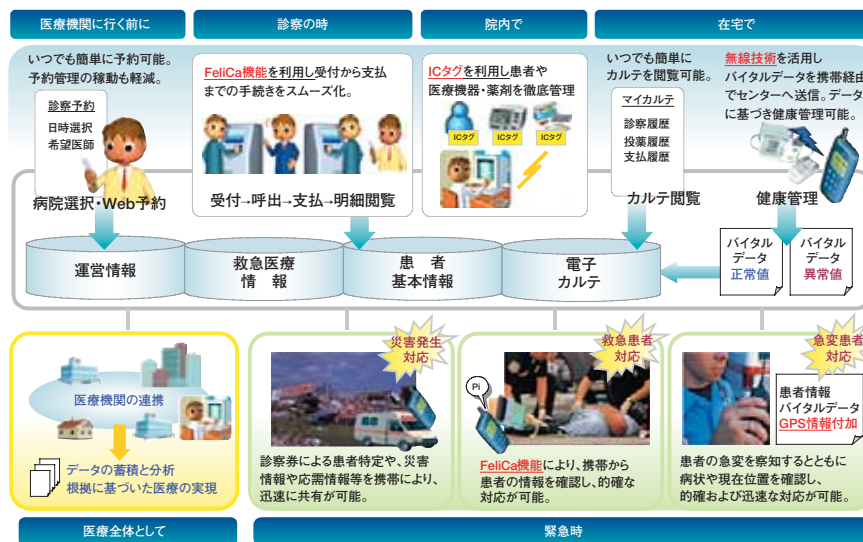 医療機関に行く前に
診察の時
院内で
在宅で
いつでも簡単に予約可能。
予約管理の稼動も軽減。
診察予約
日時選択
希望医師
病院選択・Web予約
FeliCa機能を利用し受付から支払
までの手続きをスムーズ化。
受付→呼出→支払→明細閲覧
ICタグを利用し患者や
医療機器・薬剤を徹底管理
ICタグ
ICタグ
ICタグ
いつでも簡単に
カルテを閲覧可能。
マイカルテ
診察履歴
投薬履歴
支払履歴
カルテ閲覧
無線技術を活用し
バイタルデータを携帯経由
でセンターへ送信。データ
に基づき健康管理可能。
健康管理
運営情報
救急医療
情 報
患 者
基本情報
電子
カルテ
バイタル
データ
正常値
バイタル
データ
異常値
医療機関の連携
データの蓄積と分析
根拠に基づいた医療の実現
災害発生
対応
診察券による患者特定や、災害
情報や応需情報等を携帯により、
迅速に共有が可能。
救急患者
対応
Pi
FeliCa機能により、携帯から
患者の情報を確認し、的確な
対応が可能。
急変患者
対応
患者情報
バイタルデータ
GPS情報付加
患者の急変を察知するとともに
病状や現在位置を確認し、
的確および迅速な対応が可能。
医療全体として
緊急時